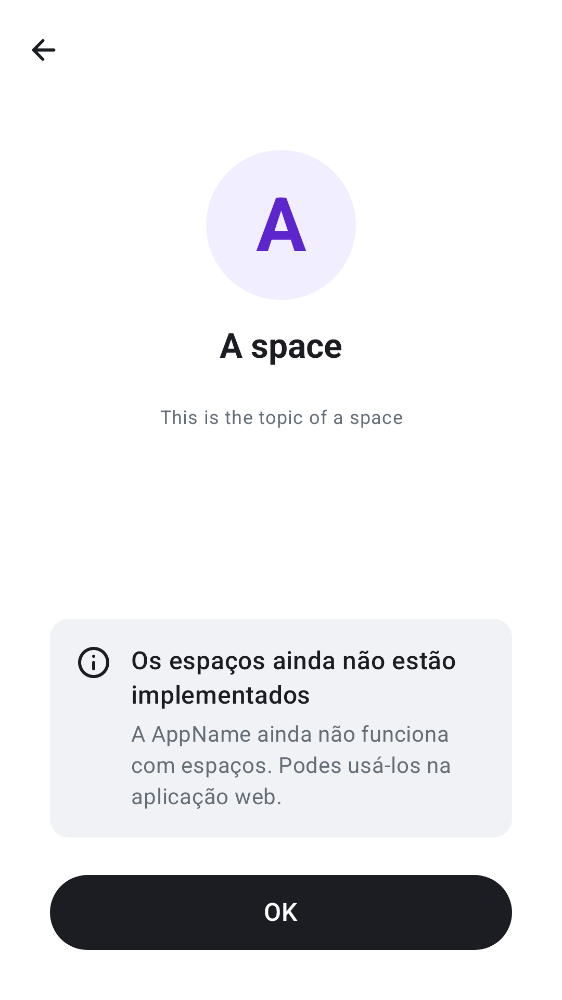 A
A space
This is the topic of a space
Os espaços ainda não estão
implementados
A AppName ainda não funciona
com espaços. Podes usá-los na
aplicação web.
OK